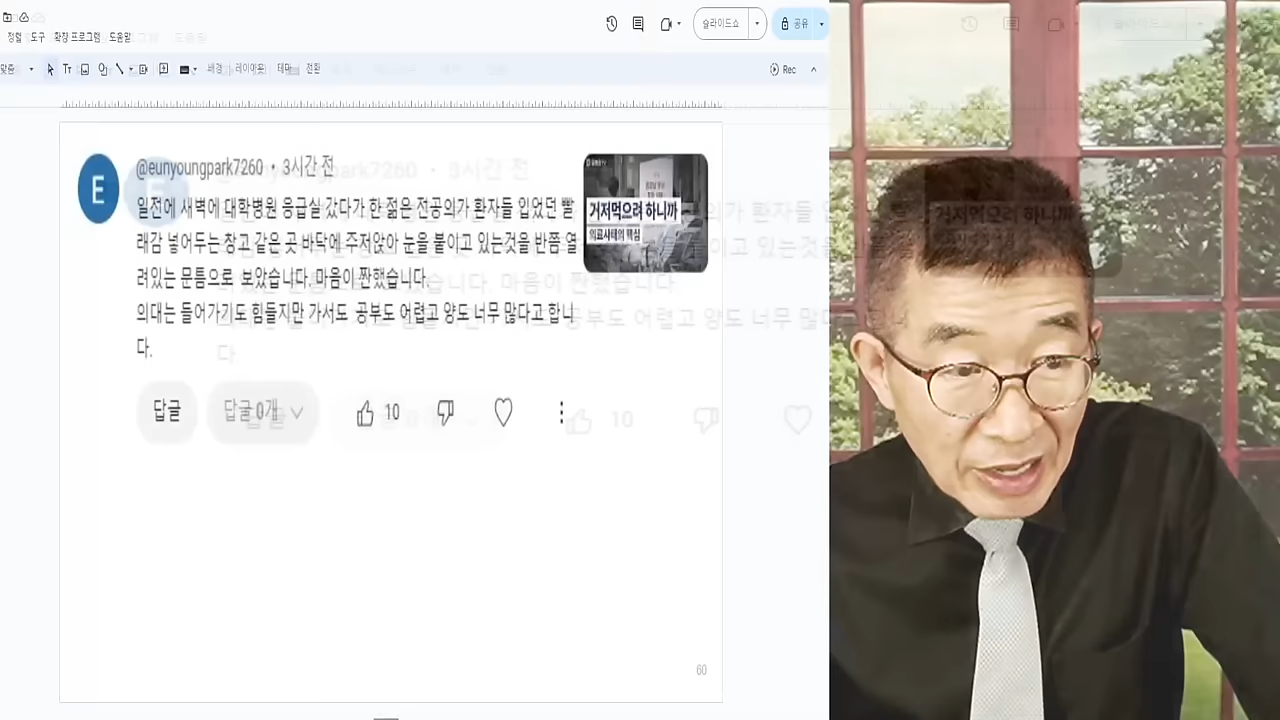 슬라이드쇼
공유
정렬 도구 확장 프로그램 도움말
맞춤
배경 레이아웃 테마 전환
Rec
E
@eunyoungpark7260 • 3시간 전
일전에 새벽에 대학병원 응급실 갔다가 한 젊은 전공의가 환자들 입었던 빨
래감 넣어두는 창고 같은 곳 바닥에 주저앉아 눈을 붙이고 있는것을 반쯤 열
려있는 문틈으로 보았습니다. 마음이 짠했습니다.
의대는 들어가기도 힘들지만 가서도 공부도 어렵고 양도 너무 많다고 합니
다.
거저먹으려 하니까
의료사태의 핵심
답글
답글 0개
10
60